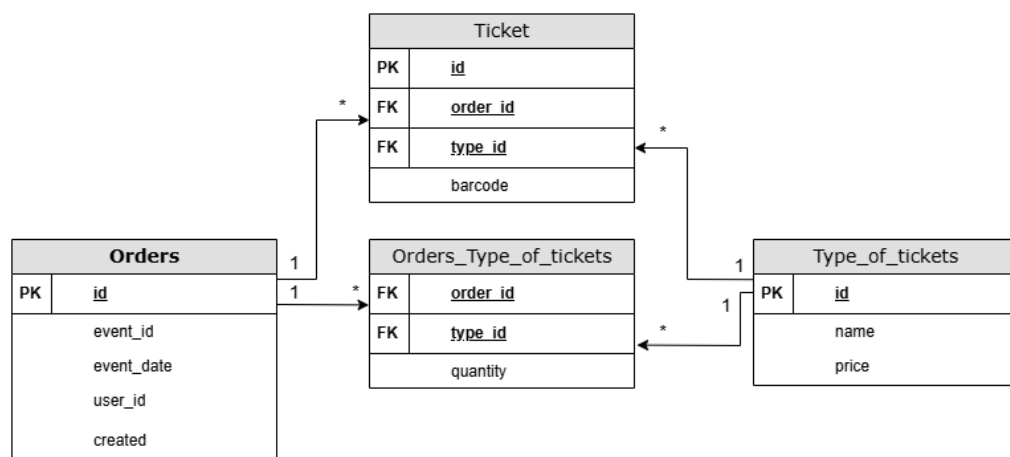 Ticket
PK id
FK order_id
FK type_id
barcode
*
*
Orders
PK id
event_id
event_date
user_id
created
1
1
*
Orders_Type_of_tickets
FK order_id
FK type_id
quantity
*
1
1
Type_of_tickets
PK id
name
price